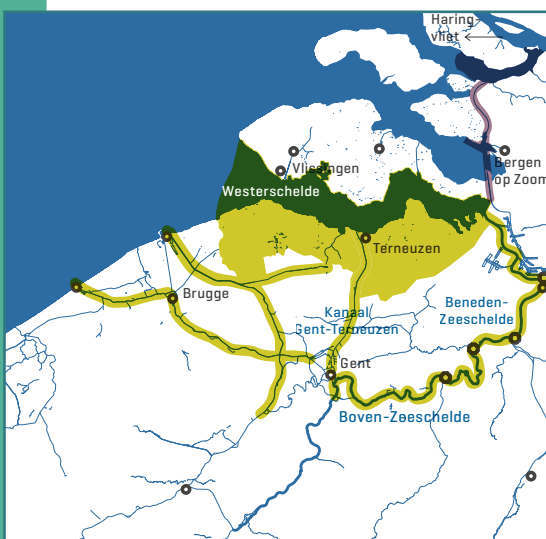 Haring-
vliet
Vlissingen
Bergen
op Zoom
Westerschelde
Terneuzen
Brugge
Beneden-
Zeeschelde
Kanaal
Gent-Terneuzen
Gent
Boven-Zeeschelde